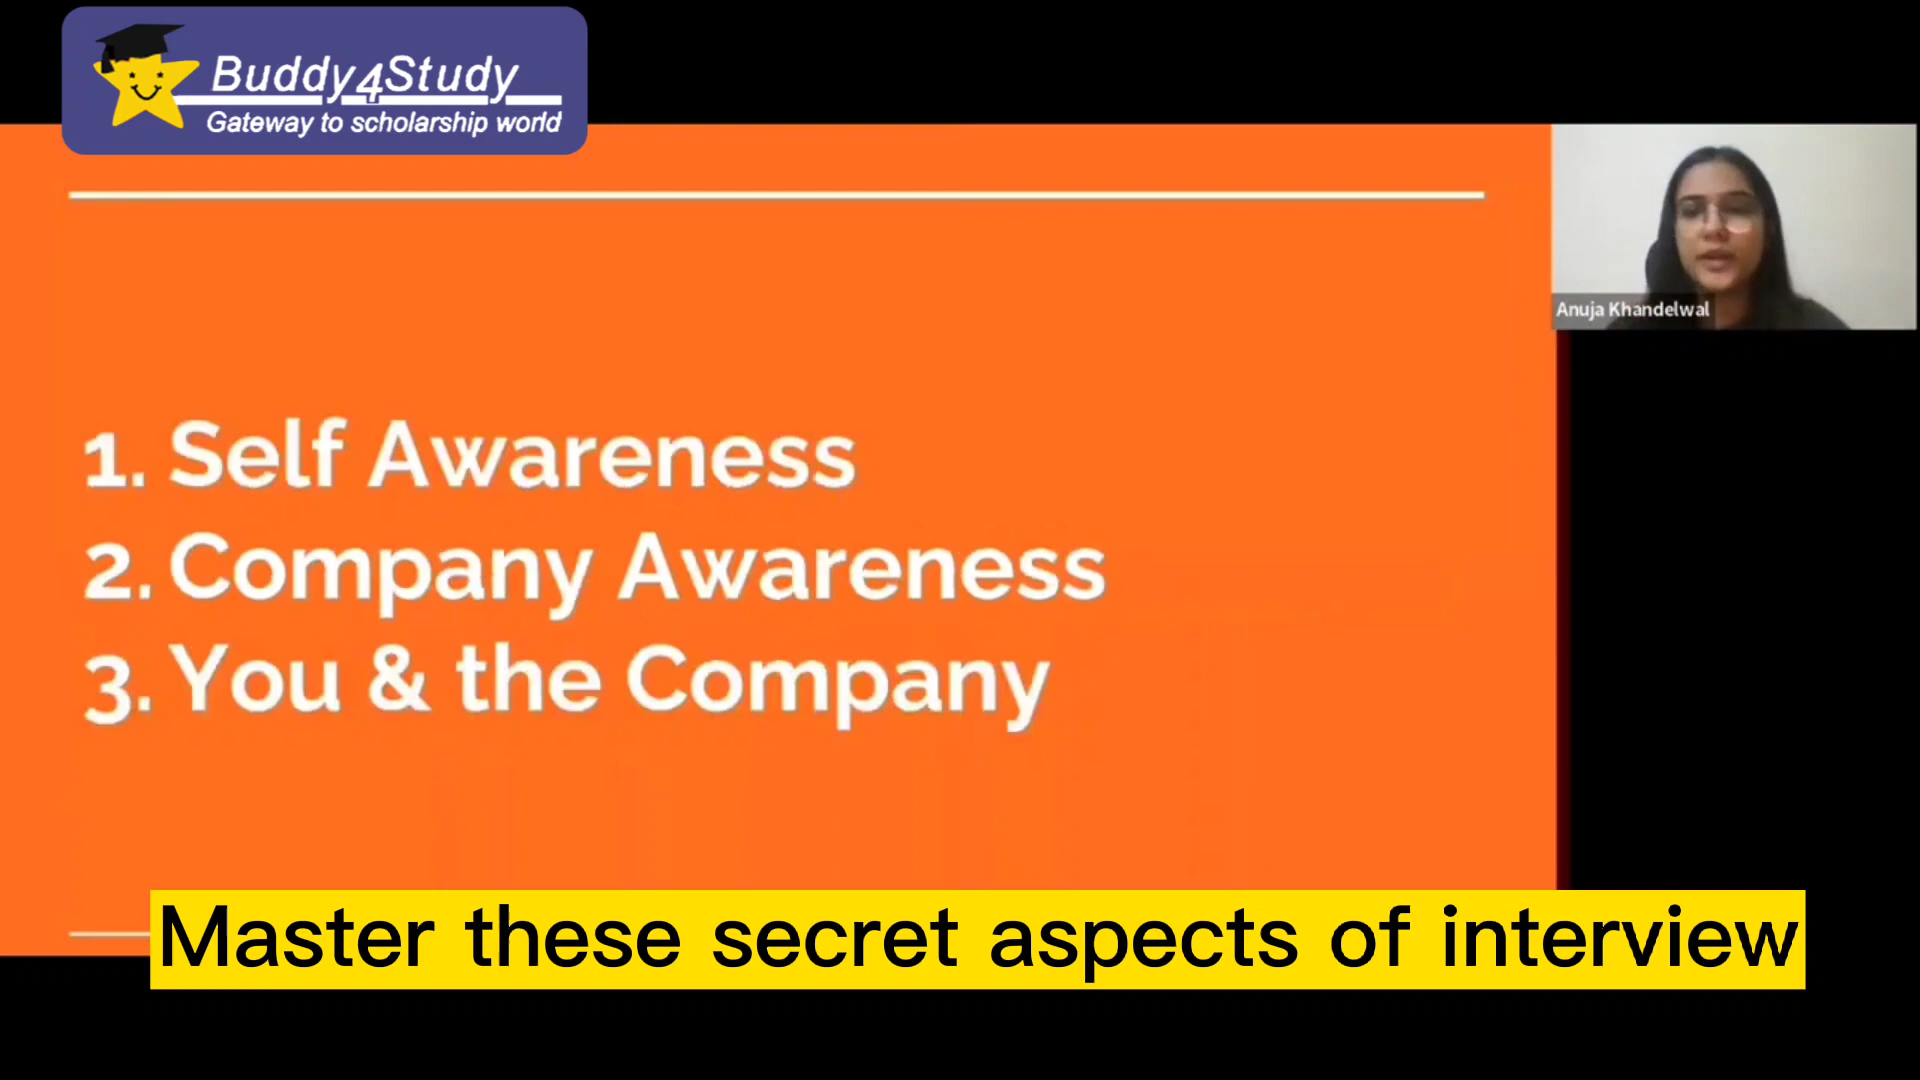 Buddy4Study
Gateway to scholarship world
Anuja Khandelwal
1. Self Awareness
2. Company Awareness
3. You & the Company
Master these secret aspects of interview